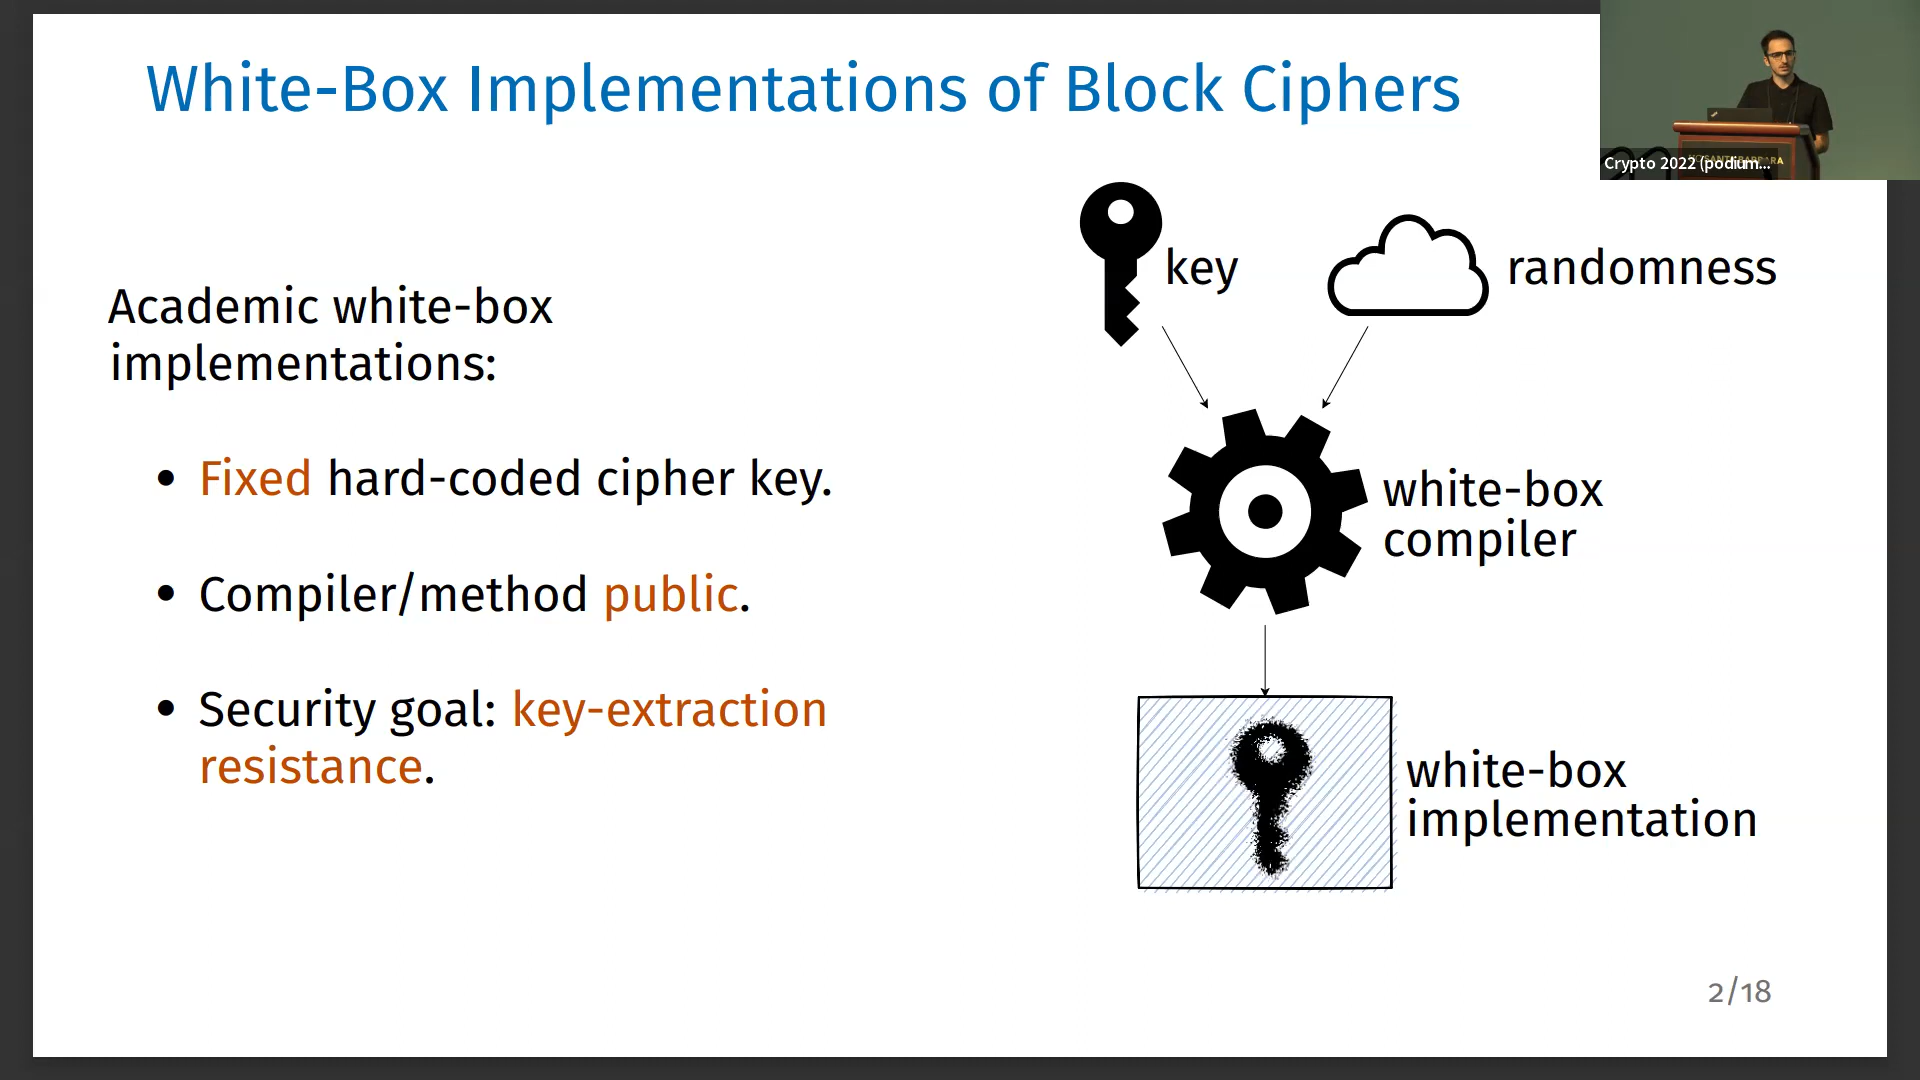 White-Box Implementations of Block Ciphers
Crypto 2022 (podium...
Academic white-box
implementations:
• Fixed hard-coded cipher key.
• Compiler/method public.
• Security goal: key-extraction
resistance.
key
randomness
white-box
compiler
white-box
implementation
2/18